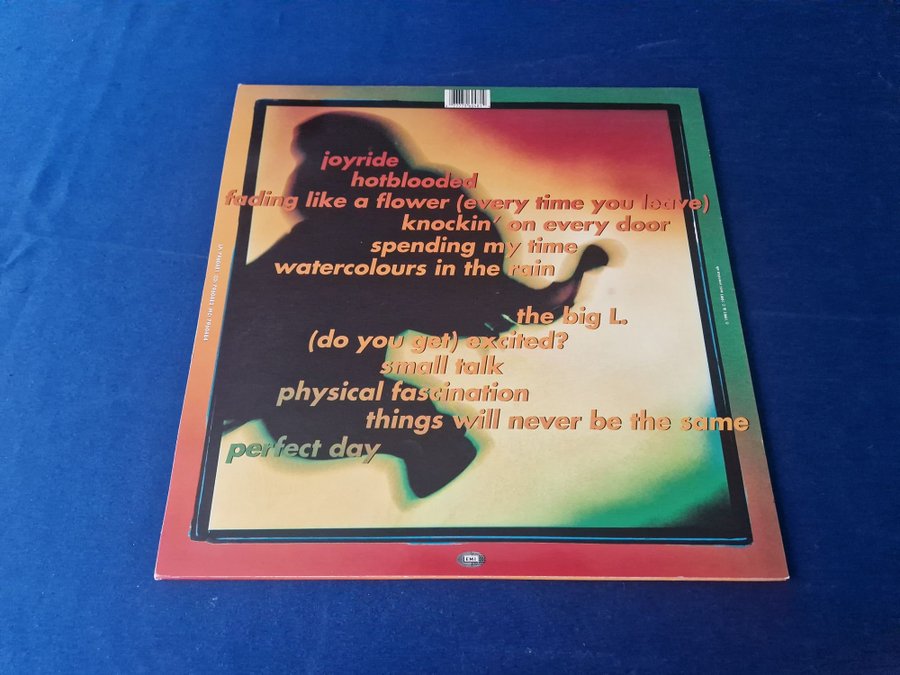 joyride
hotblooded
fading like a flower (every time you leave)
knockin' on every door
spending my time
watercolours in the rain
the big L.
(do you get) excited?
small talk
physical fascination
things will never be the same
perfect day
EMI